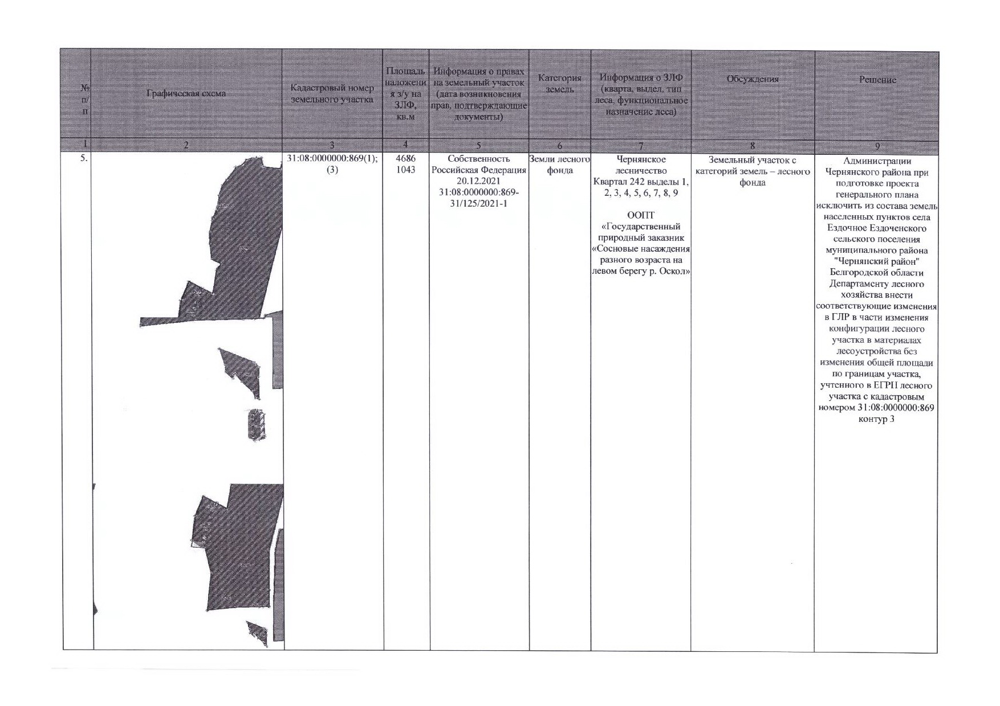 №
п/
п
Графическая схема
Кадастровый номер
земельного участка
Площадь
наложени
я з/у на
ЗЛФ,
кв.м
Информация о правах
на земельный участок
(дата возникновения
прав, подтверждающие
документы)
Категория
земель
Информация о ЗЛФ
(кварта, выдел, тип
леса, функциональное
назначение леса)
Обсуждения
Решение
1
2
3
4
5
6
7
8
9
5.
31:08:0000000:869(1);
(3)
4686
1043
Собственность
Российская Федерация
20.12.2021
31:08:0000000:869-
31/125/2021-1
Земли лесного
фонда
Чернянское
лесничество
Квартал 242 выделы 1,
2, 3, 4, 5, 6, 7, 8, 9
ООПТ
«Государственный
природный заказник
«Сосновые насаждения
разного возраста на
левом берегу р. Оскол»
Земельный участок с
категорий земель – лесного
фонда
Администрации
Чернянского района при
подготовке проекта
генерального плана
исключить из состава земель
населенных пунктов села
Ездочное Ездоченского
сельского поселения
муниципального района
"Чернянский район"
Белгородской области
Департаменту лесного
хозяйства внести
соответствующие изменения
в ГЛР в части изменения
конфигурации лесного
участка в материалах
лесоустройства без
изменения общей площади
по границам участка,
учтенного в ЕГРН лесного
участка с кадастровым
номером 31:08:0000000:869
контур 3